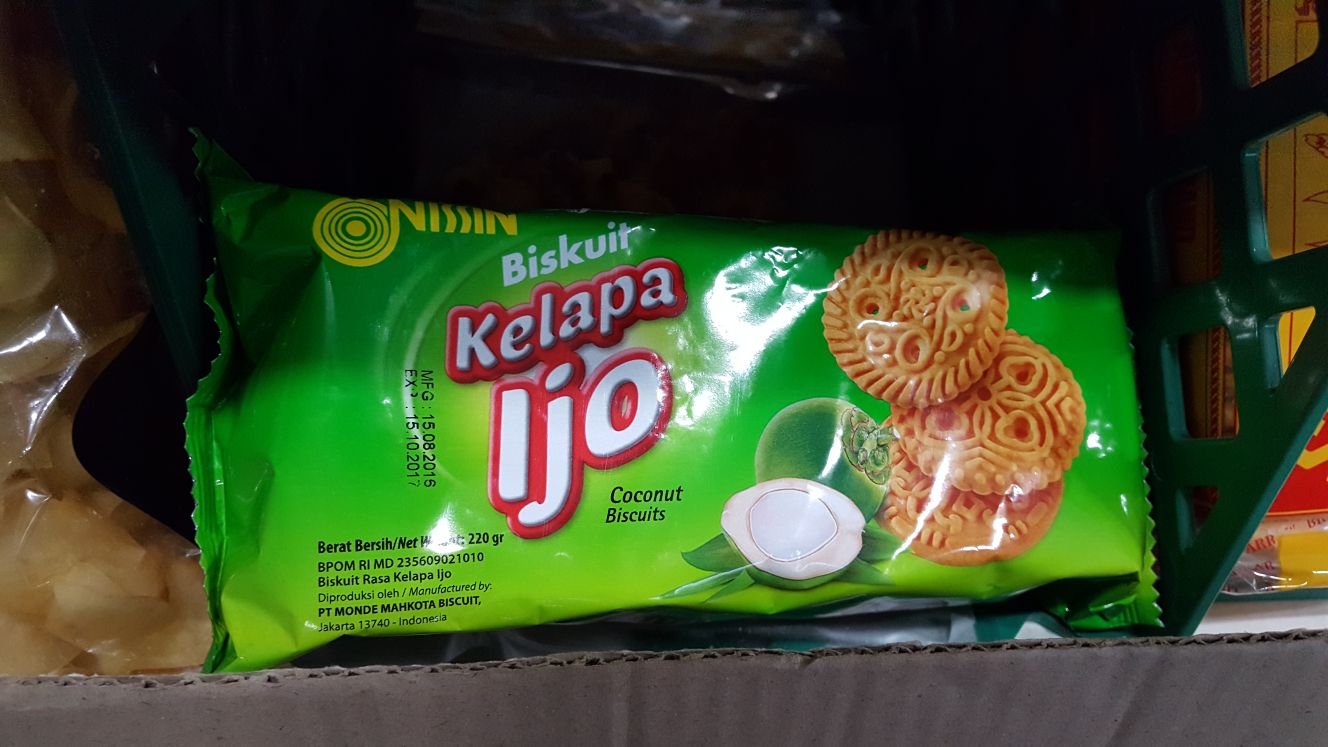 NISSIN
Biskuit
Kelapa
Ijo
MFG : 15.08.2016
EXP : 15.10.2017
Coconut
Biscuits
Berat Bersih/Net Weight: 220 gr
BPOM RI MD 235609021010
Biskuit Rasa Kelapa Ijo
Diproduksi oleh / Manufactured by:
PT MONDE MAHKOTA BISCUIT,
Jakarta 13740 - Indonesia